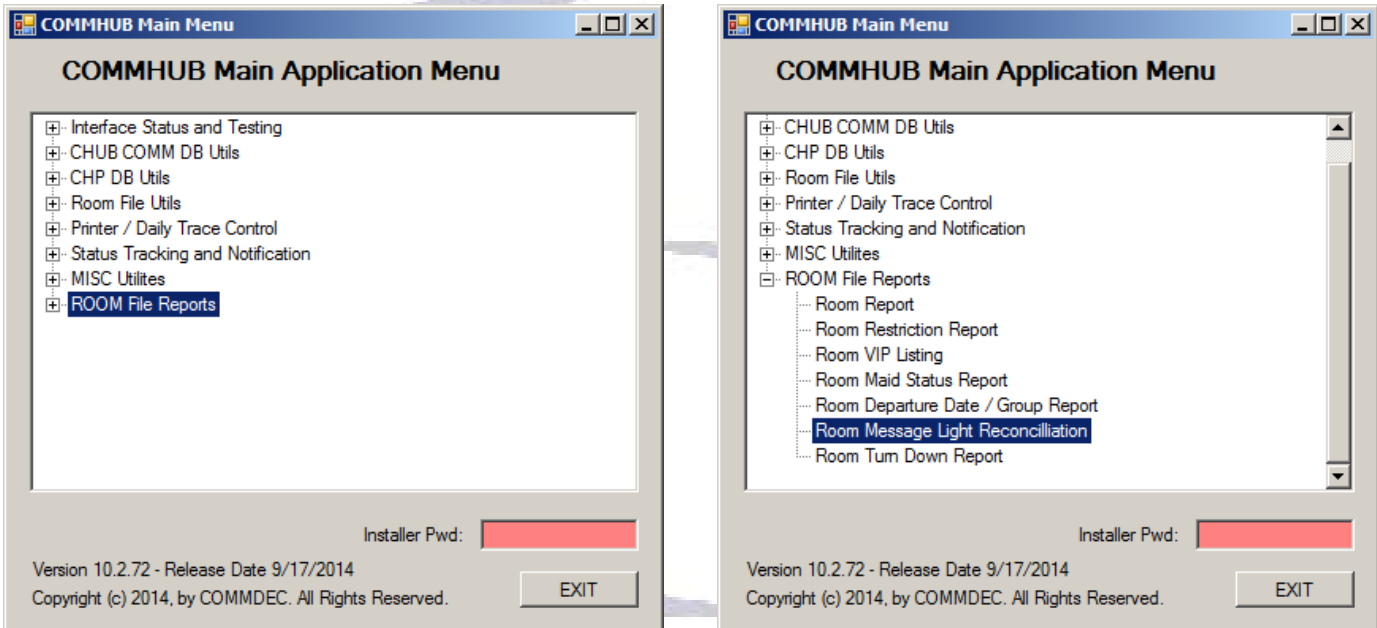 COMMHUB Main Menu
COMMHUB Main Application Menu
Interface Status and Testing
CHUB COMM DB Utils
CHP DB Utils
Room File Utils
Printer / Daily Trace Control
Status Tracking and Notification
MISC Utilites
ROOM File Reports
Installer Pwd:
Version 10.2.72 - Release Date 9/17/2014
Copyright (c) 2014, by COMMDEC. All Rights Reserved.
EXIT
COMMHUB Main Menu
COMMHUB Main Application Menu
CHUB COMM DB Utils
CHP DB Utils
Room File Utils
Printer / Daily Trace Control
Status Tracking and Notification
MISC Utilites
ROOM File Reports
Room Report
Room Restriction Report
Room VIP Listing
Room Maid Status Report
Room Departure Date / Group Report
Room Message Light Reconcilliation
Room Turn Down Report
Installer Pwd:
Version 10.2.72 - Release Date 9/17/2014
Copyright (c) 2014, by COMMDEC. All Rights Reserved.
EXIT